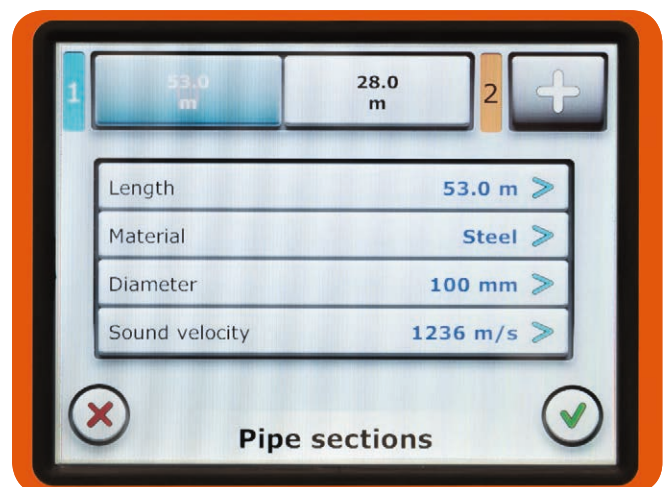 1
53.0
m
28.0
m
2
Length 53.0 m
Material Steel
Diameter 100 mm
Sound velocity 1236 m/s
Pipe sections